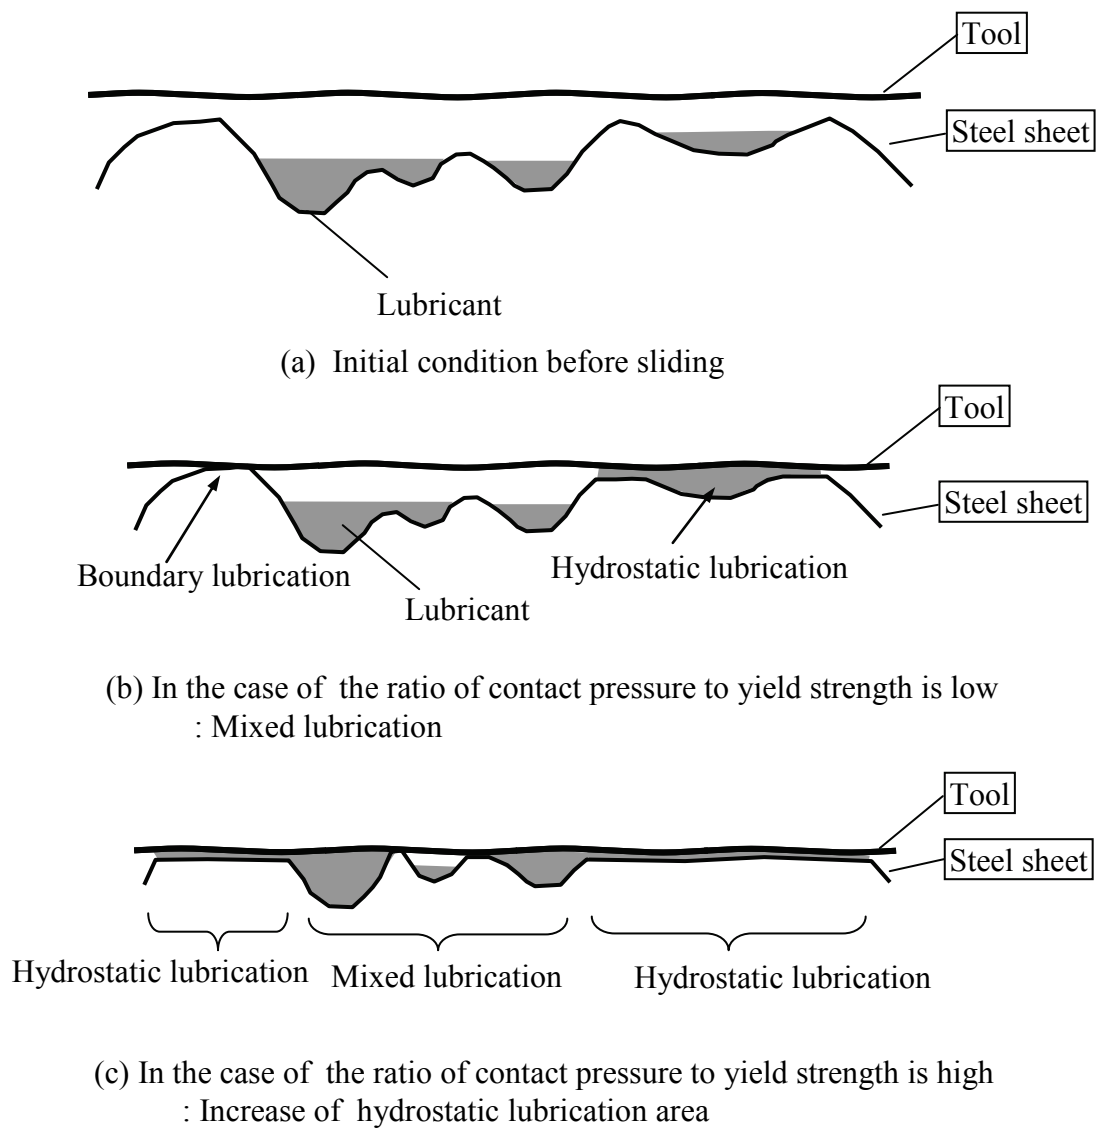 Tool
Steel sheet
Lubricant
(a) Initial condition before sliding
Tool
Steel sheet
Boundary lubrication
Hydrostatic lubrication
Lubricant
(b) In the case of the ratio of contact pressure to yield strength is low
: Mixed lubrication
Tool
Steel sheet
Hydrostatic lubrication
Mixed lubrication
Hydrostatic lubrication
(c) In the case of the ratio of contact pressure to yield strength is high
: Increase of hydrostatic lubrication area